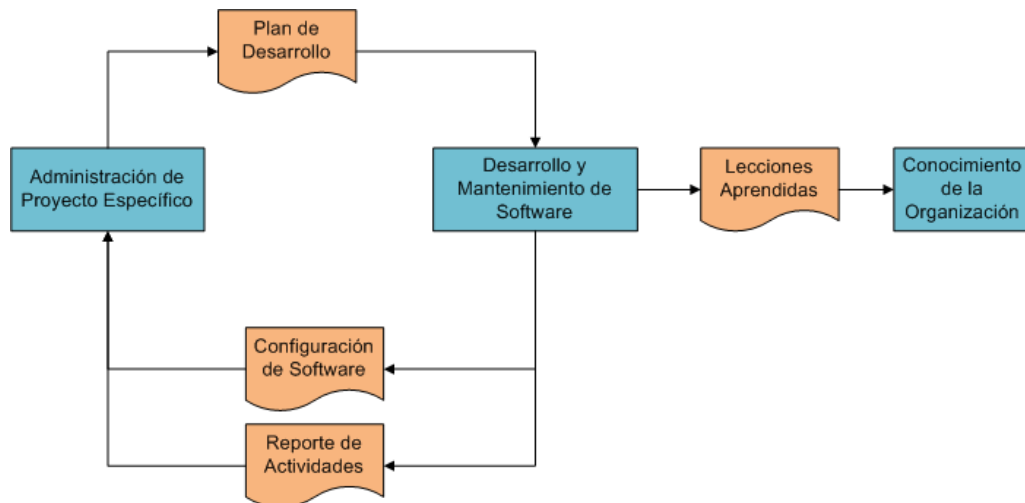 Plan de
Desarrollo
Administración de
Proyecto Específico
Desarrollo y
Mantenimiento de
Software
Lecciones
Aprendidas
Conocimiento
de la
Organización
Configuración
de Software
Reporte de
Actividades